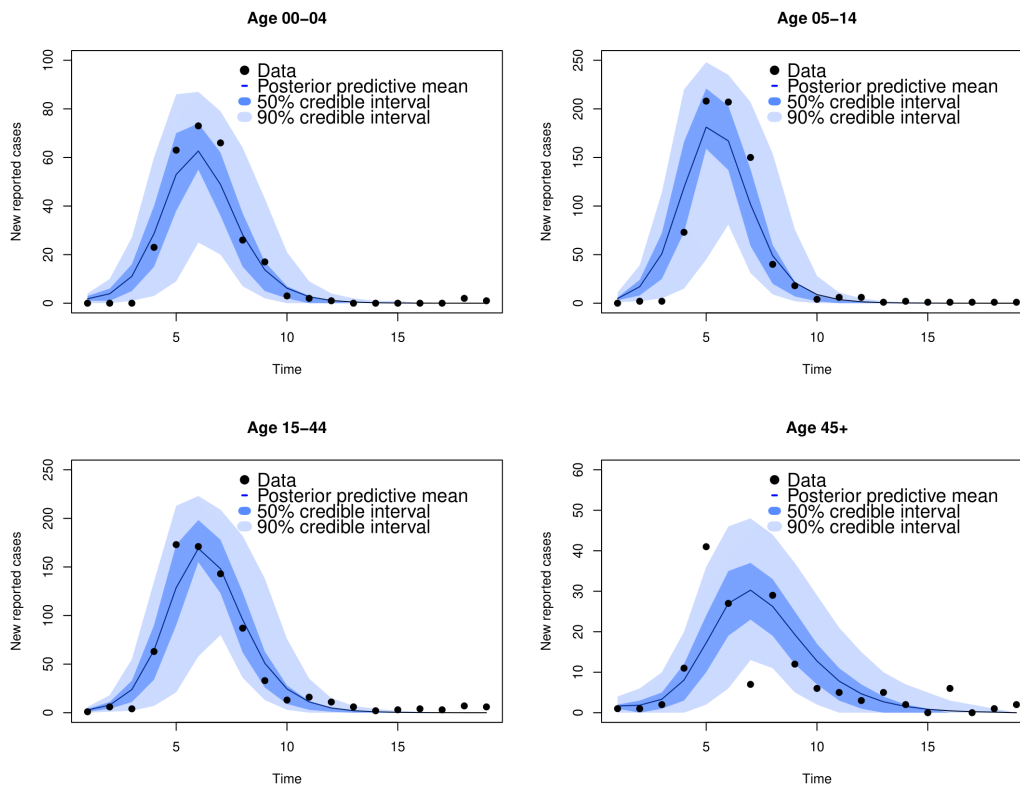 Age 00−04
New reported cases
0 20 40 60 80 100
Data
Posterior predictive mean
50% credible interval
90% credible interval
5 10 15
Time
Age 05−14
New reported cases
0 50 100 150 200 250
Data
Posterior predictive mean
50% credible interval
90% credible interval
5 10 15
Time
Age 15−44
New reported cases
0 50 100 150 200 250
Data
Posterior predictive mean
50% credible interval
90% credible interval
5 10 15
Time
Age 45+
New reported cases
0 10 20 30 40 50 60
Data
Posterior predictive mean
50% credible interval
90% credible interval
5 10 15
Time